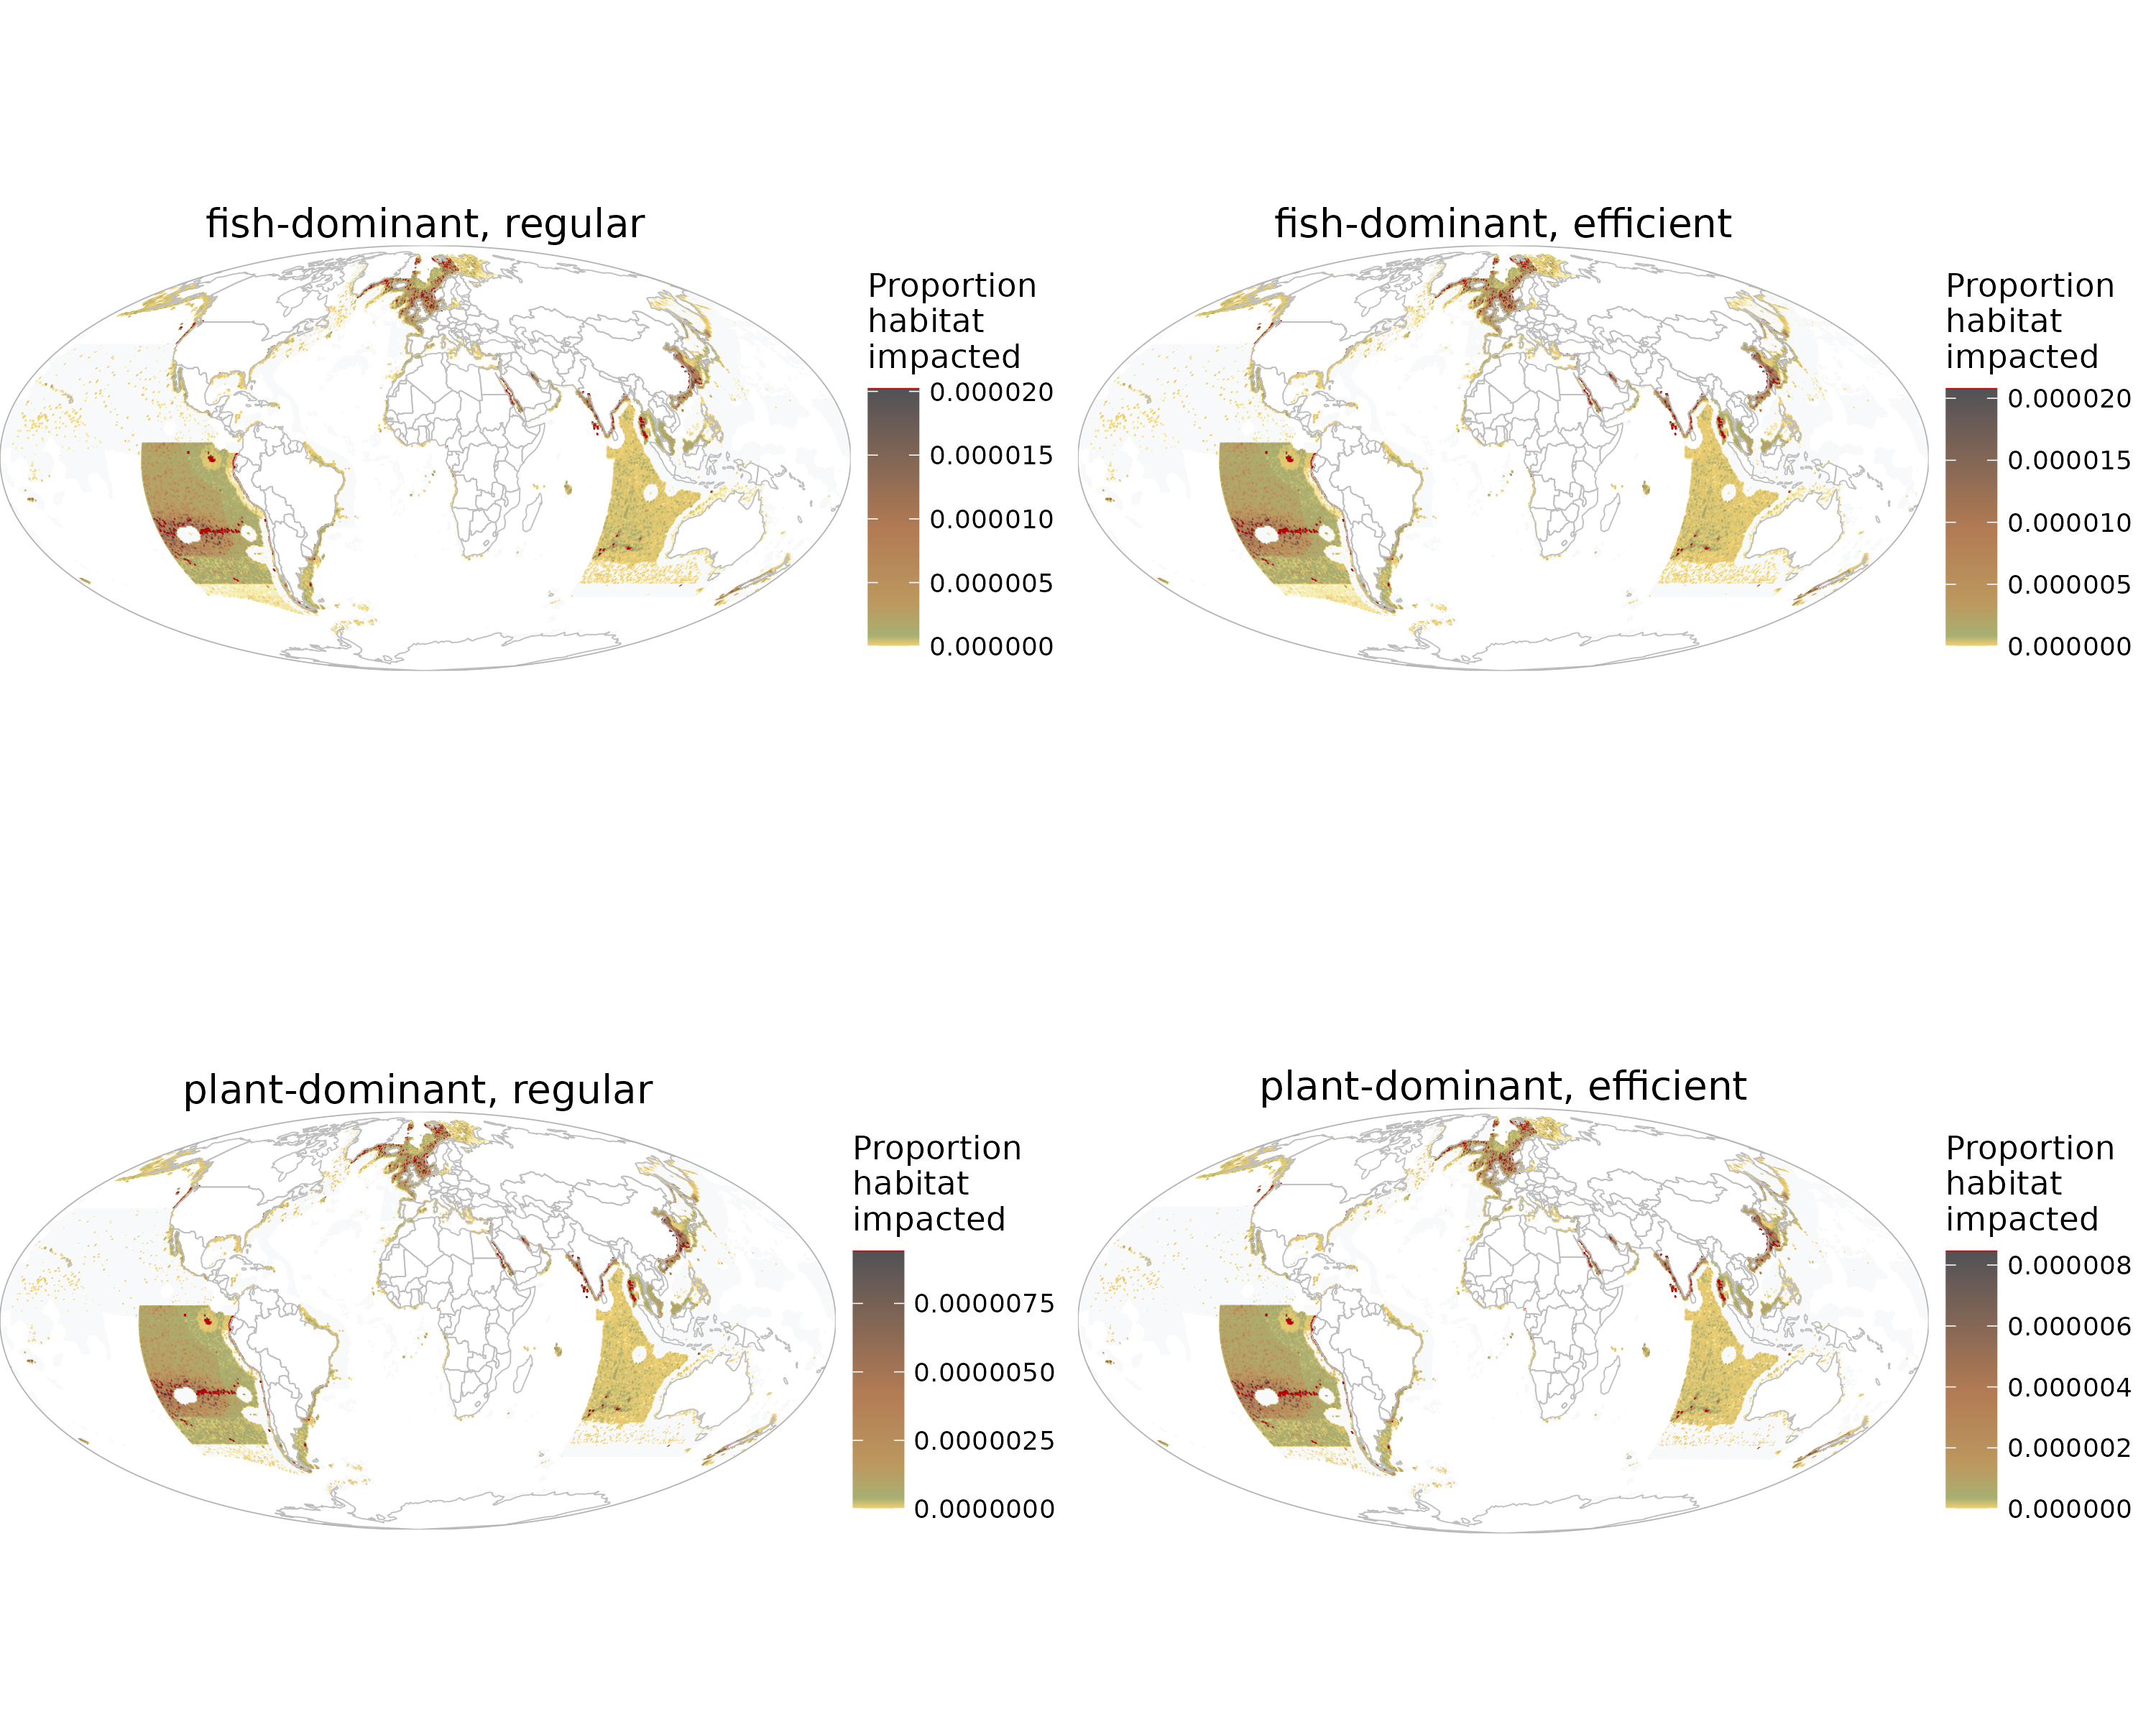 fish-dominant, regular
Proportion
habitat
impacted
0.000020
0.000015
0.000010
0.000005
0.000000
fish-dominant, efficient
Proportion
habitat
impacted
0.000020
0.000015
0.000010
0.000005
0.000000
plant-dominant, regular
Proportion
habitat
impacted
0.0000075
0.0000050
0.0000025
0.0000000
plant-dominant, efficient
Proportion
habitat
impacted
0.000008
0.000006
0.000004
0.000002
0.000000